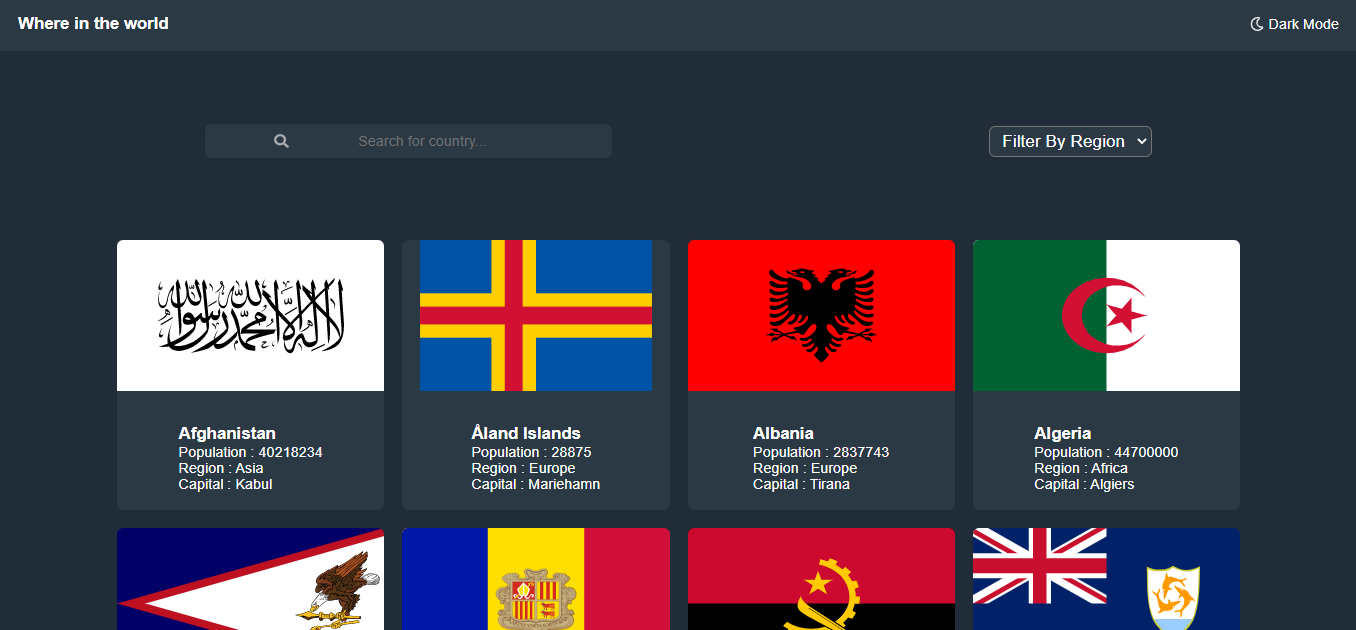 Where in the world
Dark Mode
Search for country...
Filter By Region
لا إله إلا الله محمد رسول الله
Afghanistan
Population : 40218234
Region : Asia
Capital : Kabul
Åland Islands
Population : 28875
Region : Europe
Capital : Mariehamn
Albania
Population : 2837743
Region : Europe
Capital : Tirana
Algeria
Population : 44700000
Region : Africa
Capital : Algiers